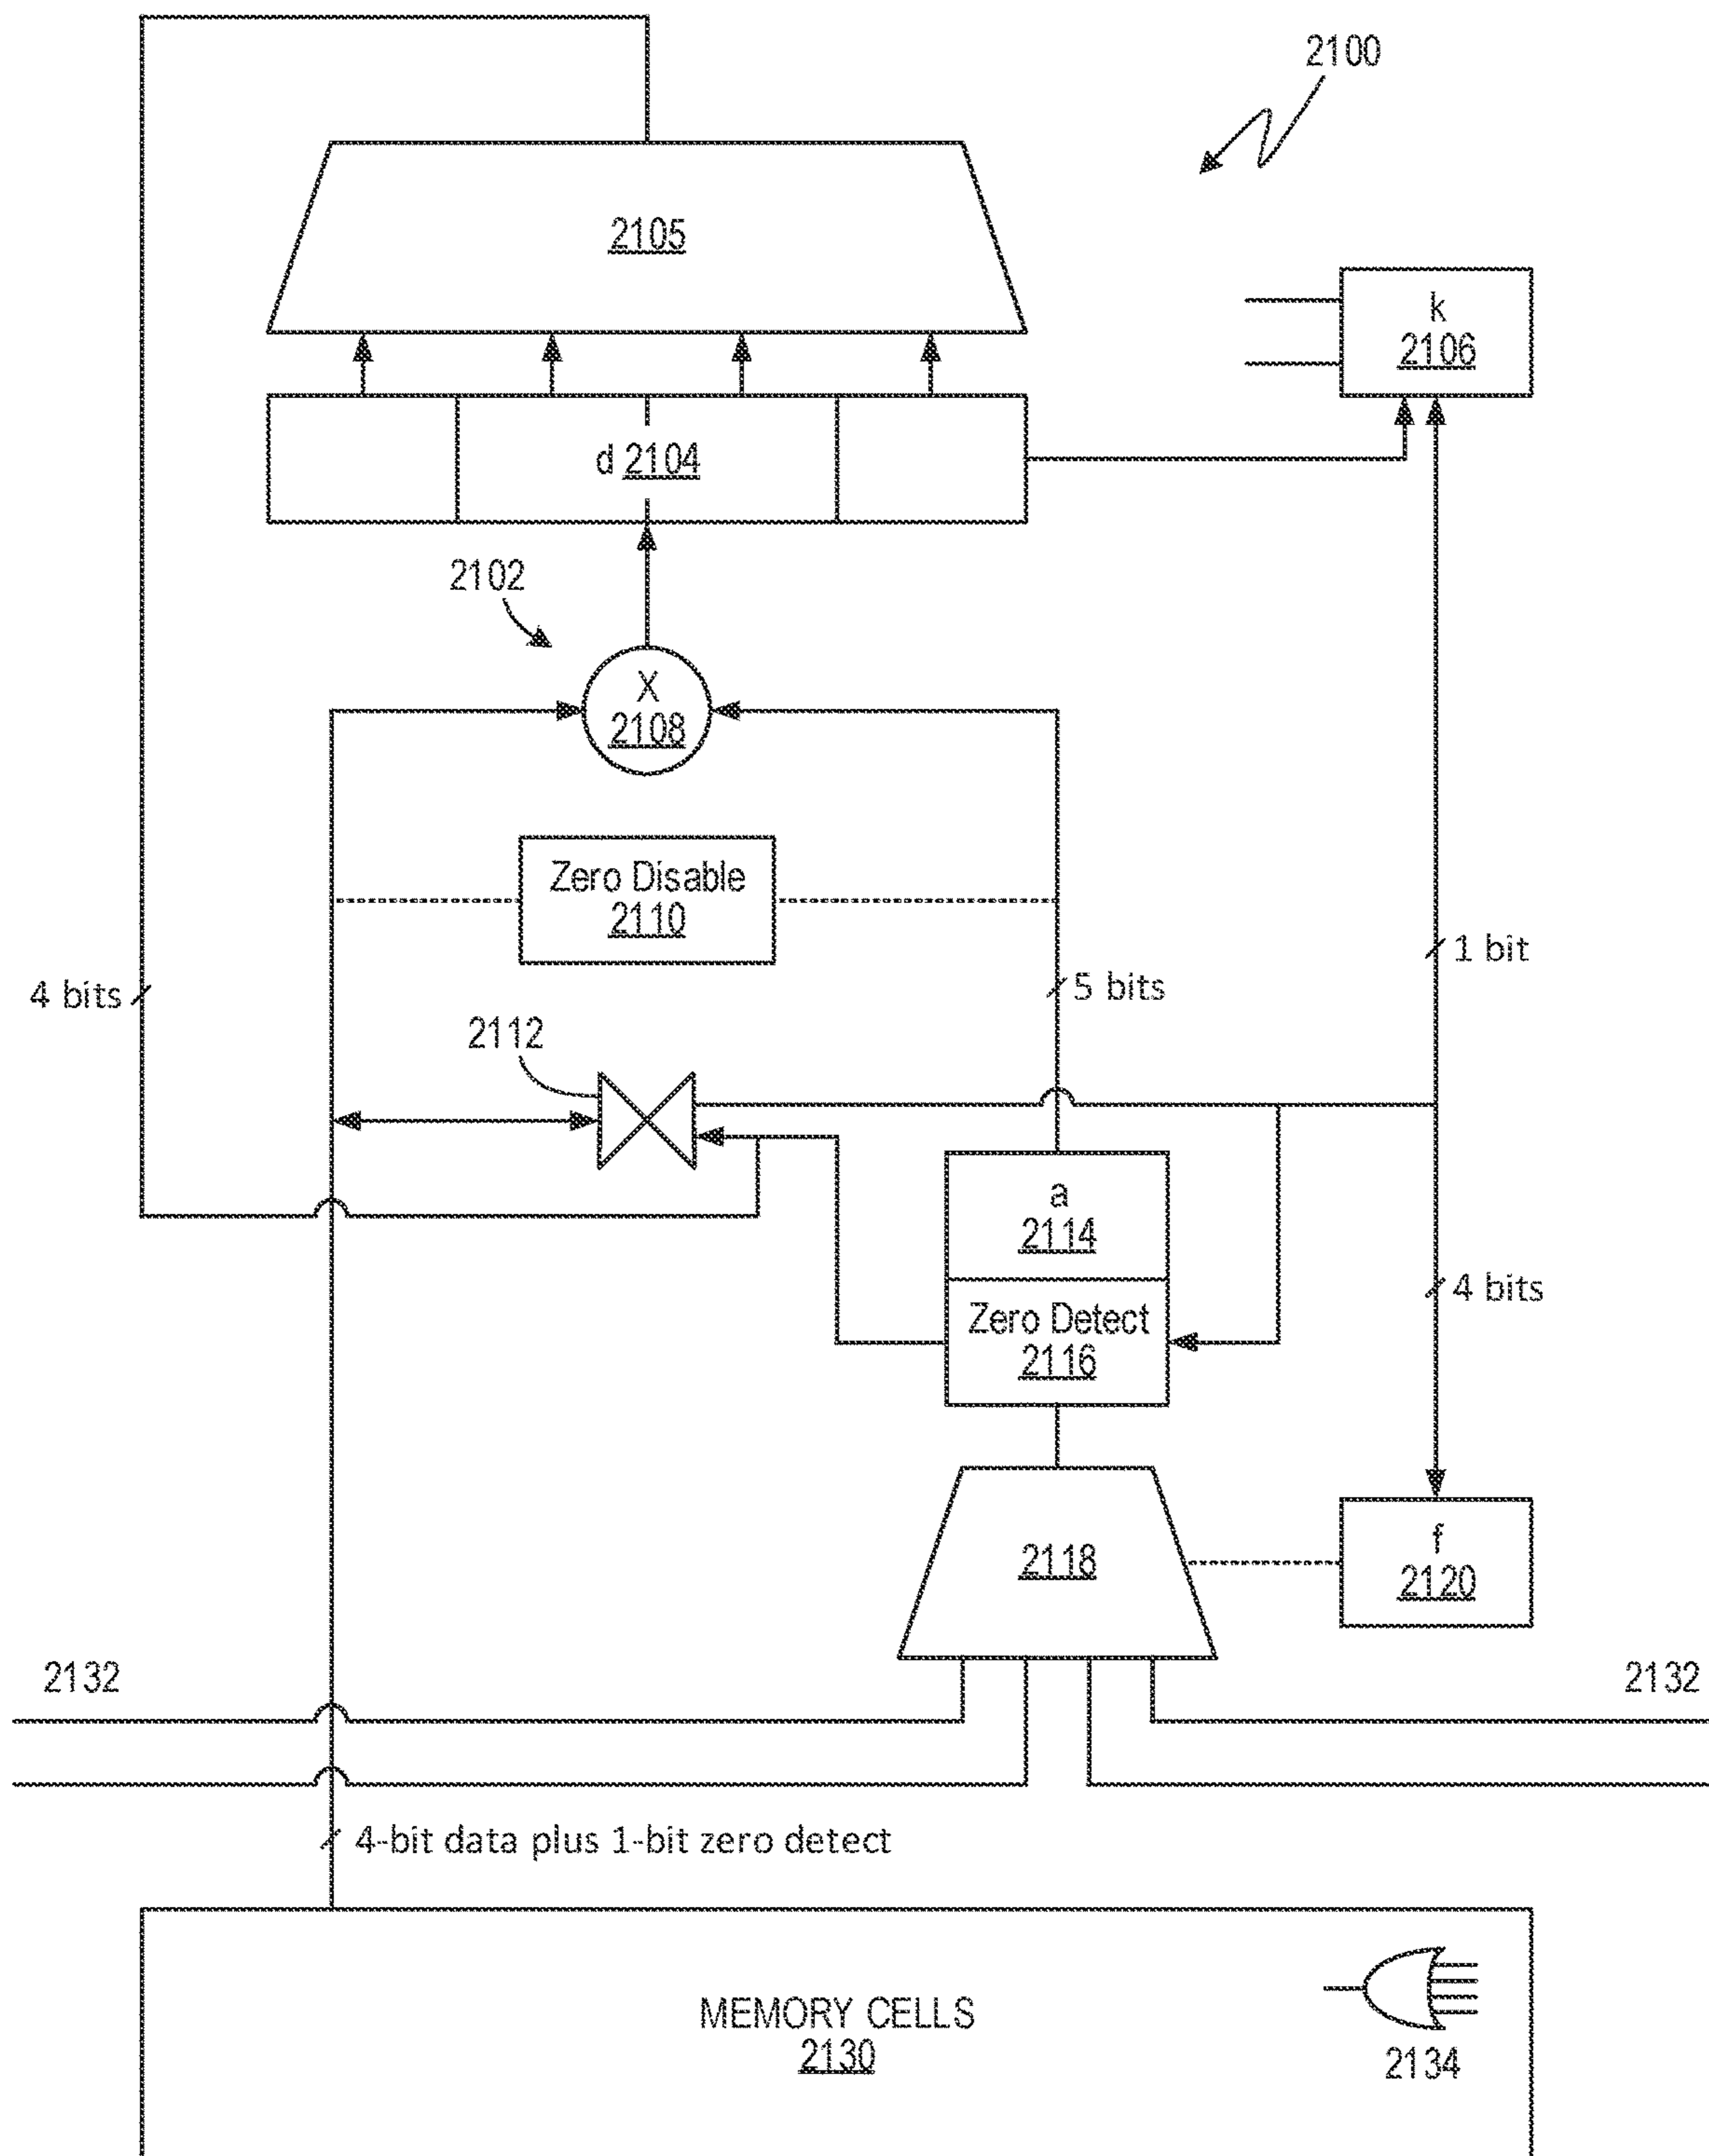 2100
2105
k
2106
d 2104
2102
X
2108
Zero Disable
2110
1 bit
4 bits
5 bits
2112
a
2114
4 bits
Zero Detect
2116
2118
f
2120
2132
2132
4-bit data plus 1-bit zero detect
MEMORY CELLS
2130
2134